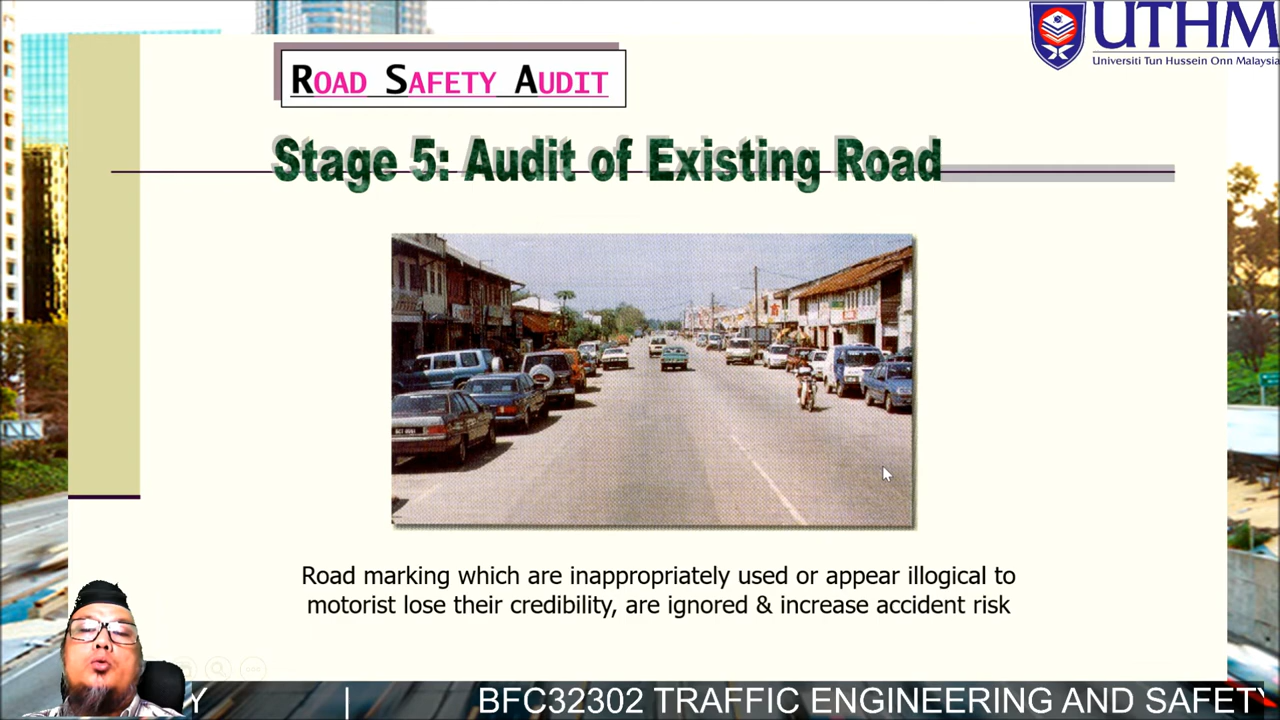 UTHM
Universiti Tun Hussein Onn Malaysia
ROAD SAFETY AUDIT
Stage 5: Audit of Existing Road
Road marking which are inappropriately used or appear illogical to
motorist lose their credibility, are ignored & increase accident risk
Y | BFC32302 TRAFFIC ENGINEERING AND SAFETY